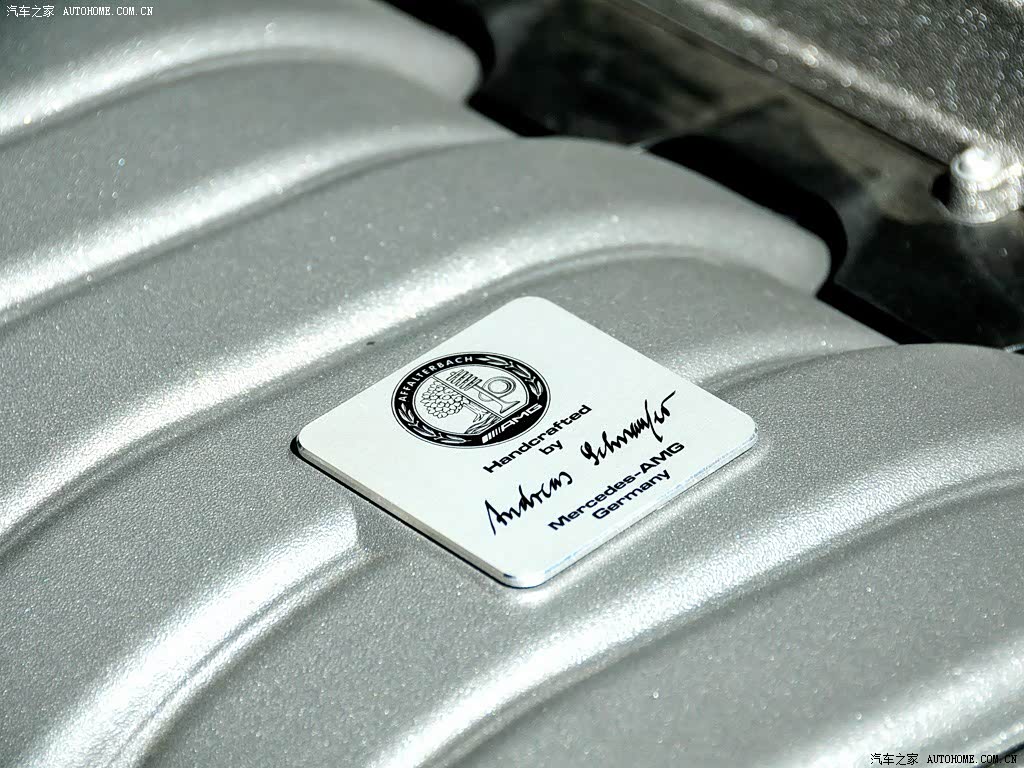 汽车之家 AUTOHOME.COM.CN
AFFALTERBACH
AMG
Handcrafted
by
Andreas
Mercedes-AMG
Germany
汽车之家 AUTOHOME.COM.CN